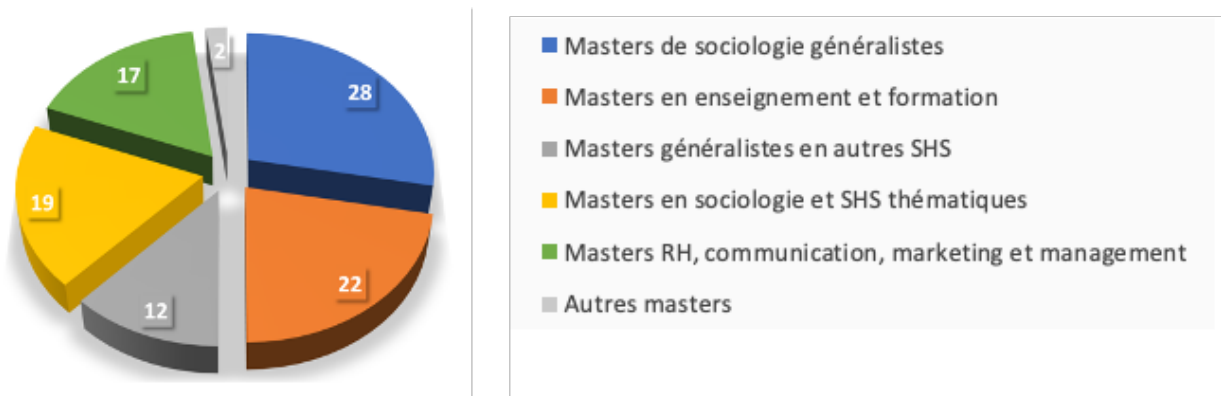 2
17
28
19
12
22
Masters de sociologie généralistes
Masters en enseignement et formation
Masters généralistes en autres SHS
Masters en sociologie et SHS thématiques
Masters RH, communication, marketing et management
Autres masters